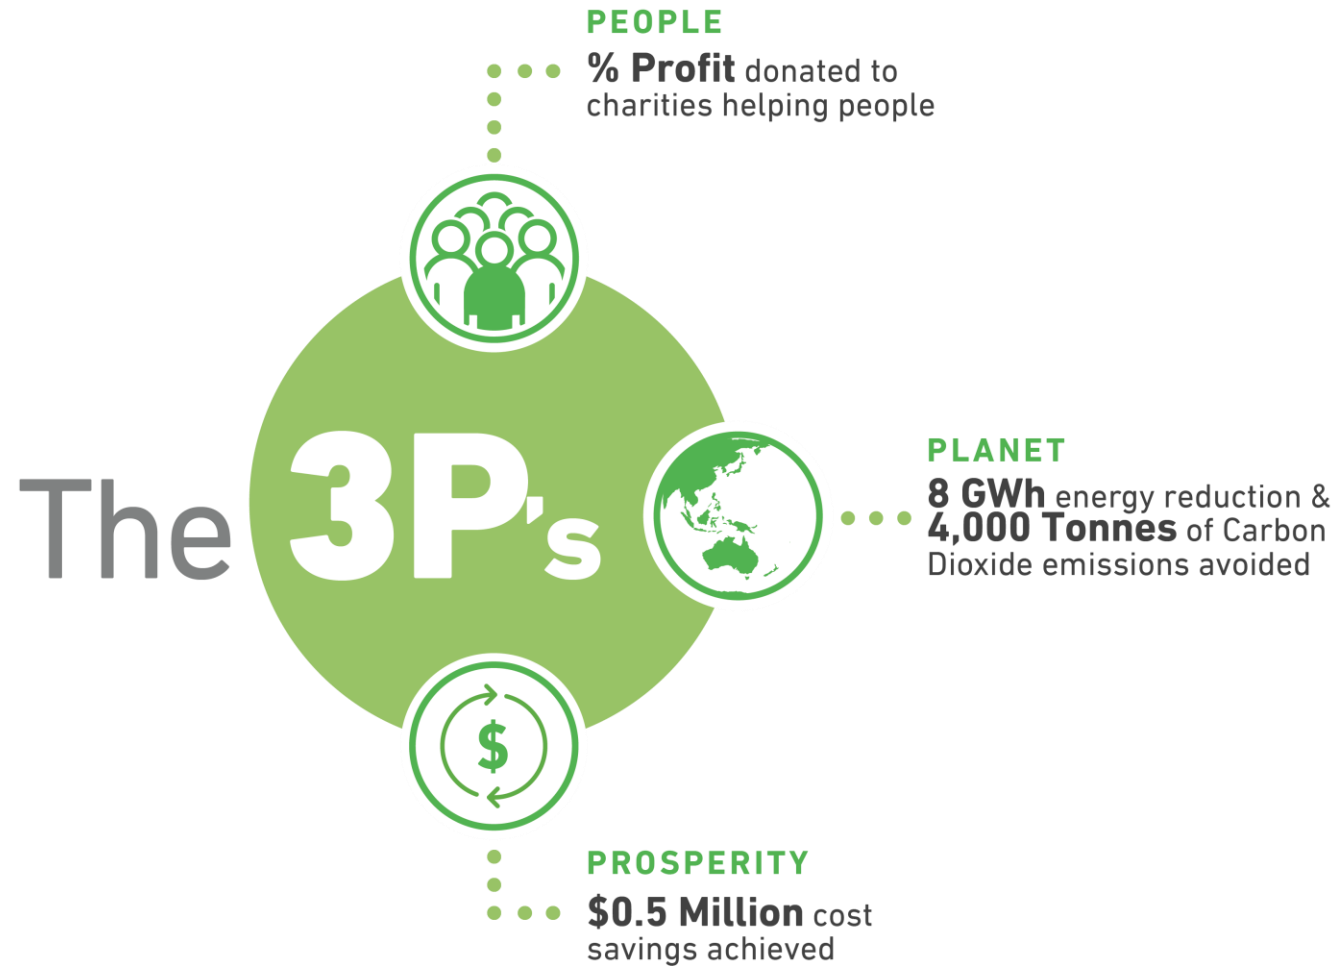 PEOPLE
% Profit donated to
charities helping people
The 3P's
PLANET
8 GWh energy reduction &
4,000 Tonnes of Carbon
Dioxide emissions avoided
$
PROSPERITY
$0.5 Million cost
savings achieved